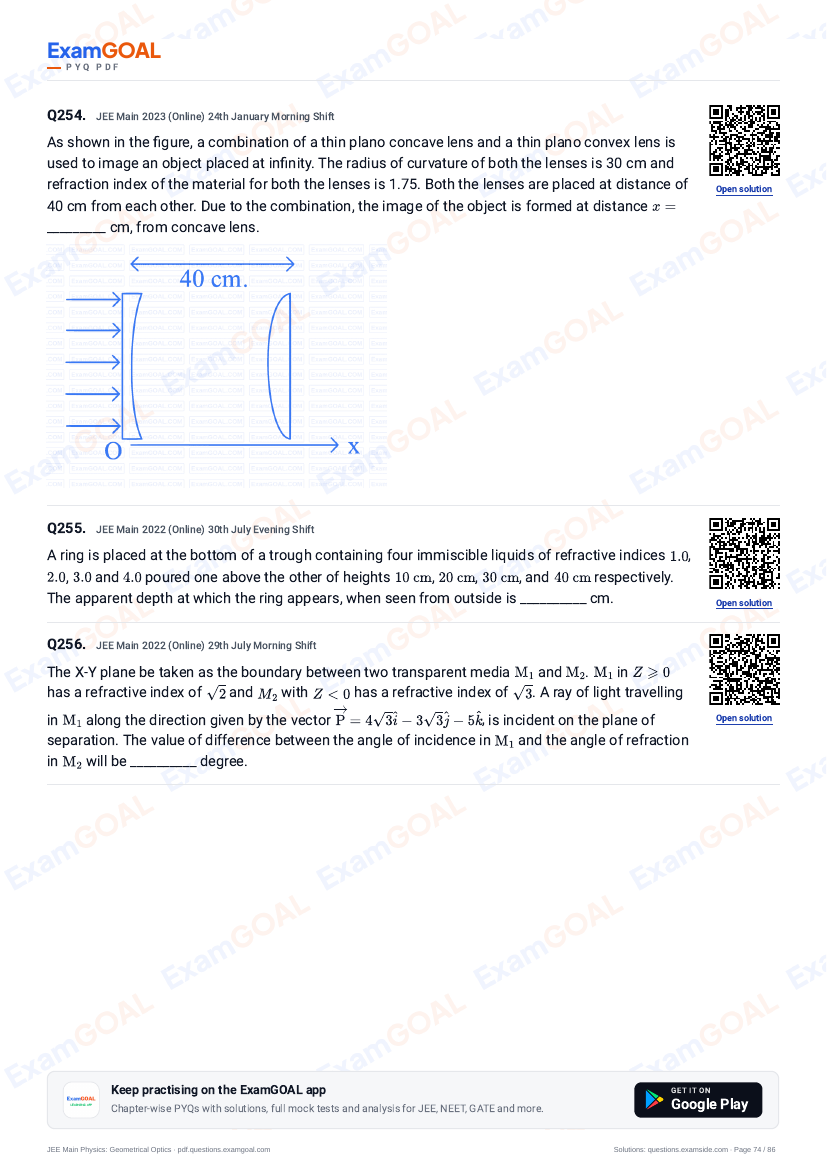 ExamGOAL
PYQ PDF
Q254. JEE Main 2023 (Online) 24th January Morning Shift
As shown in the figure, a combination of a thin plano concave lens and a thin plano convex lens is
used to image an object placed at infinity. The radius of curvature of both the lenses is 30 cm and
refraction index of the material for both the lenses is 1.75. Both the lenses are placed at distance of
40 cm from each other. Due to the combination, the image of the object is formed at distance x =
_________ cm, from concave lens.
Open solution
40 cm.
O
x
Q255. JEE Main 2022 (Online) 30th July Evening Shift
A ring is placed at the bottom of a trough containing four immiscible liquids of refractive indices 1.0,
2.0, 3.0 and 4.0 poured one above the other of heights 10 cm, 20 cm, 30 cm, and 40 cm respectively.
The apparent depth at which the ring appears, when seen from outside is __________ cm.
Open solution
Q256. JEE Main 2022 (Online) 29th July Morning Shift
The X-Y plane be taken as the boundary between two transparent media M₁ and M₂. M₁ in Z ⩾ 0
has a refractive index of √2 and M₂ with Z < 0 has a refractive index of √3. A ray of light travelling
in M₁ along the direction given by the vector P⃗ = 4√3î − 3√3ĵ − 5k̂, is incident on the plane of
separation. The value of difference between the angle of incidence in M₁ and the angle of refraction
in M₂ will be __________ degree.
Open solution
ExamGOAL
Keep practising on the ExamGOAL app
Chapter-wise PYQs with solutions, full mock tests and analysis for JEE, NEET, GATE and more.
GET IT ON
Google Play
JEE Main Physics: Geometrical Optics · pdf.questions.examgoal.com
Solutions: questions.examside.com · Page 74 / 86